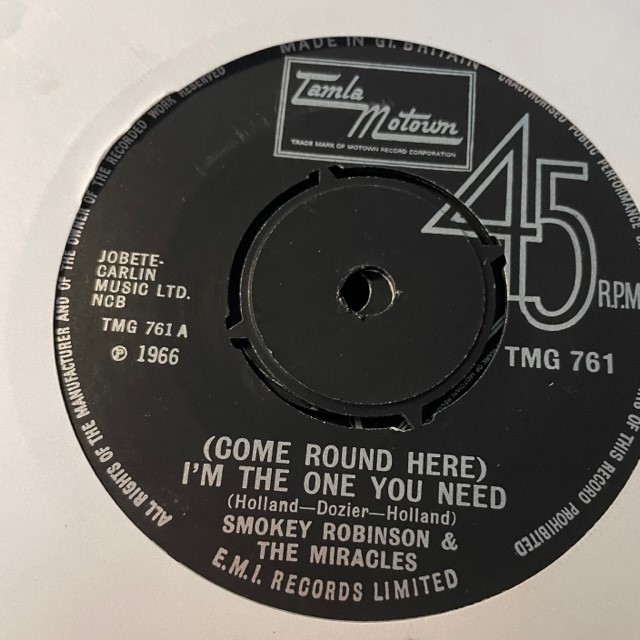 MADE IN GT. BRITAIN
Tamla
Motown
TRADE MARK OF MOTOWN RECORD CORPORATION
45
R.P.M
JOBETE-
CARLIN
MUSIC LTD.
NCB
TMG 761 A
℗ 1966
TMG 761
(COME ROUND HERE)
I'M THE ONE YOU NEED
(Holland—Dozier—Holland)
SMOKEY ROBINSON &
THE MIRACLES
E.M.I. RECORDS LIMITED
ALL RIGHTS OF THE MANUFACTURER AND OF THE OWNER OF THE RECORDED WORK RESERVED
UNAUTHORISED PUBLIC PERFORMANCE
OF THIS RECORD PROHIBITED